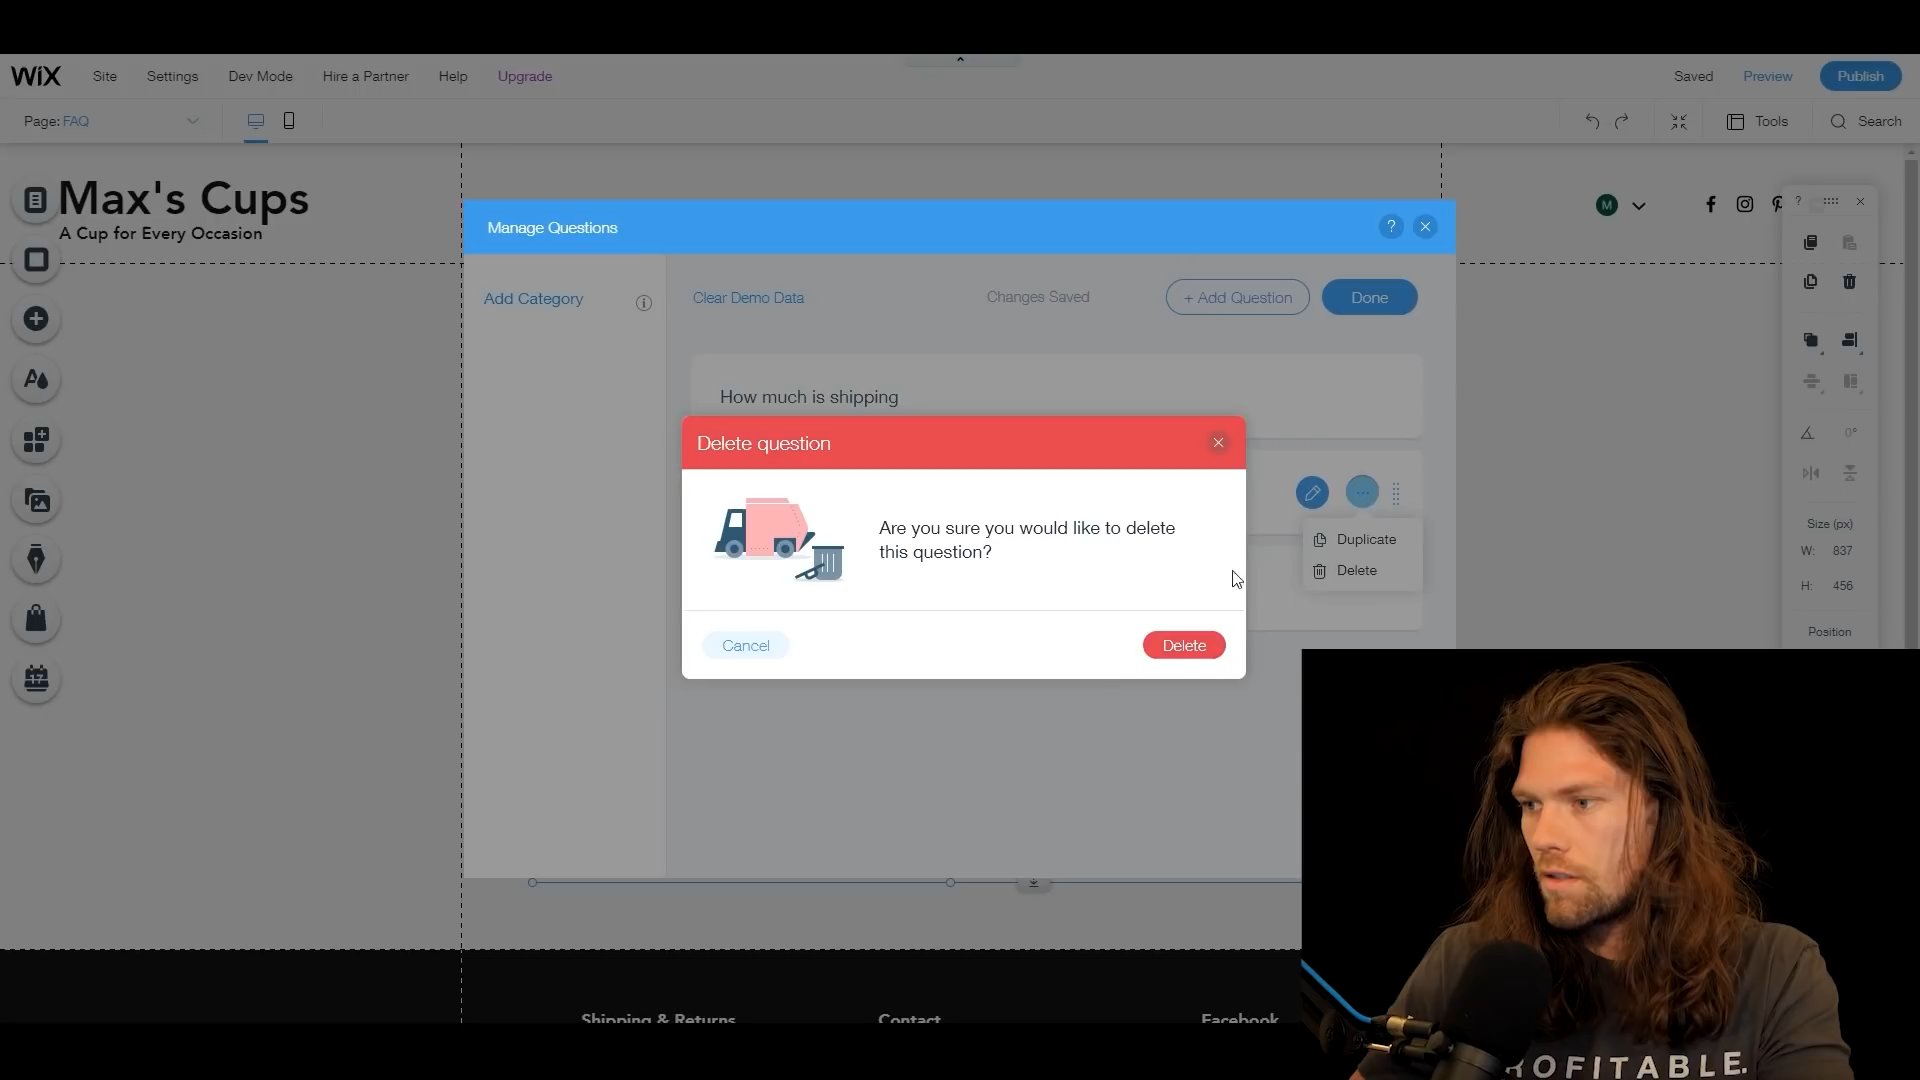 WiX Site Settings Dev Mode Hire a Partner Help Upgrade Saved Preview Publish
Page: FAQ Tools Search
Max's Cups
A Cup for Every Occasion
M
?
Manage Questions ?
Add Category Clear Demo Data Changes Saved + Add Question Done
How much is shipping
Delete question
Are you sure you would like to delete
this question?
Cancel Delete
Duplicate
Delete
0°
Size (px)
W: 837
H: 456
Position
17
Shipping & Returns Contact Facebook
ROFITABLE.